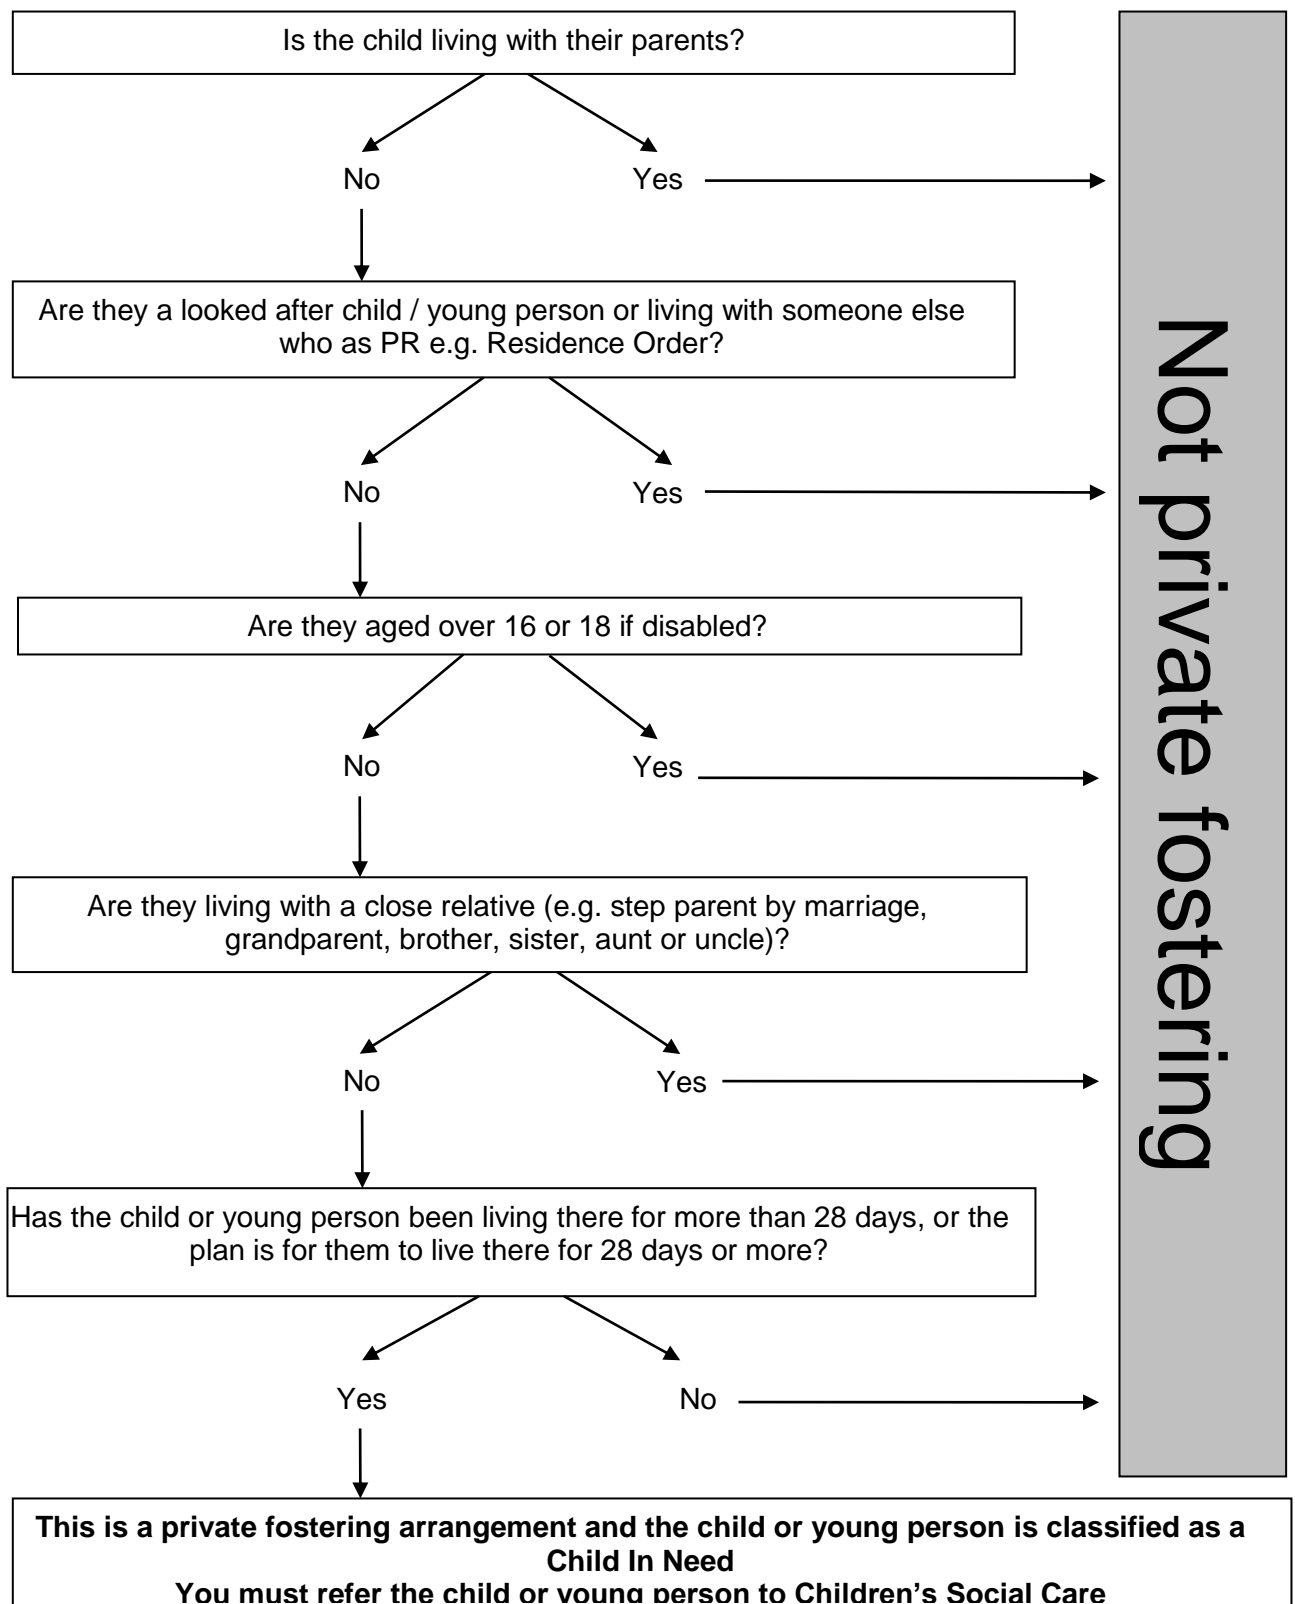 Is the child living with their parents?
No
Yes
Are they a looked after child / young person or living with someone else
who as PR e.g. Residence Order?
No
Yes
Are they aged over 16 or 18 if disabled?
No
Yes
Are they living with a close relative (e.g. step parent by marriage,
grandparent, brother, sister, aunt or uncle)?
No
Yes
Has the child or young person been living there for more than 28 days, or the
plan is for them to live there for 28 days or more?
Yes
No
Not private fostering
This is a private fostering arrangement and the child or young person is classified as a
Child In Need
You must refer the child or young person to Children's Social Care